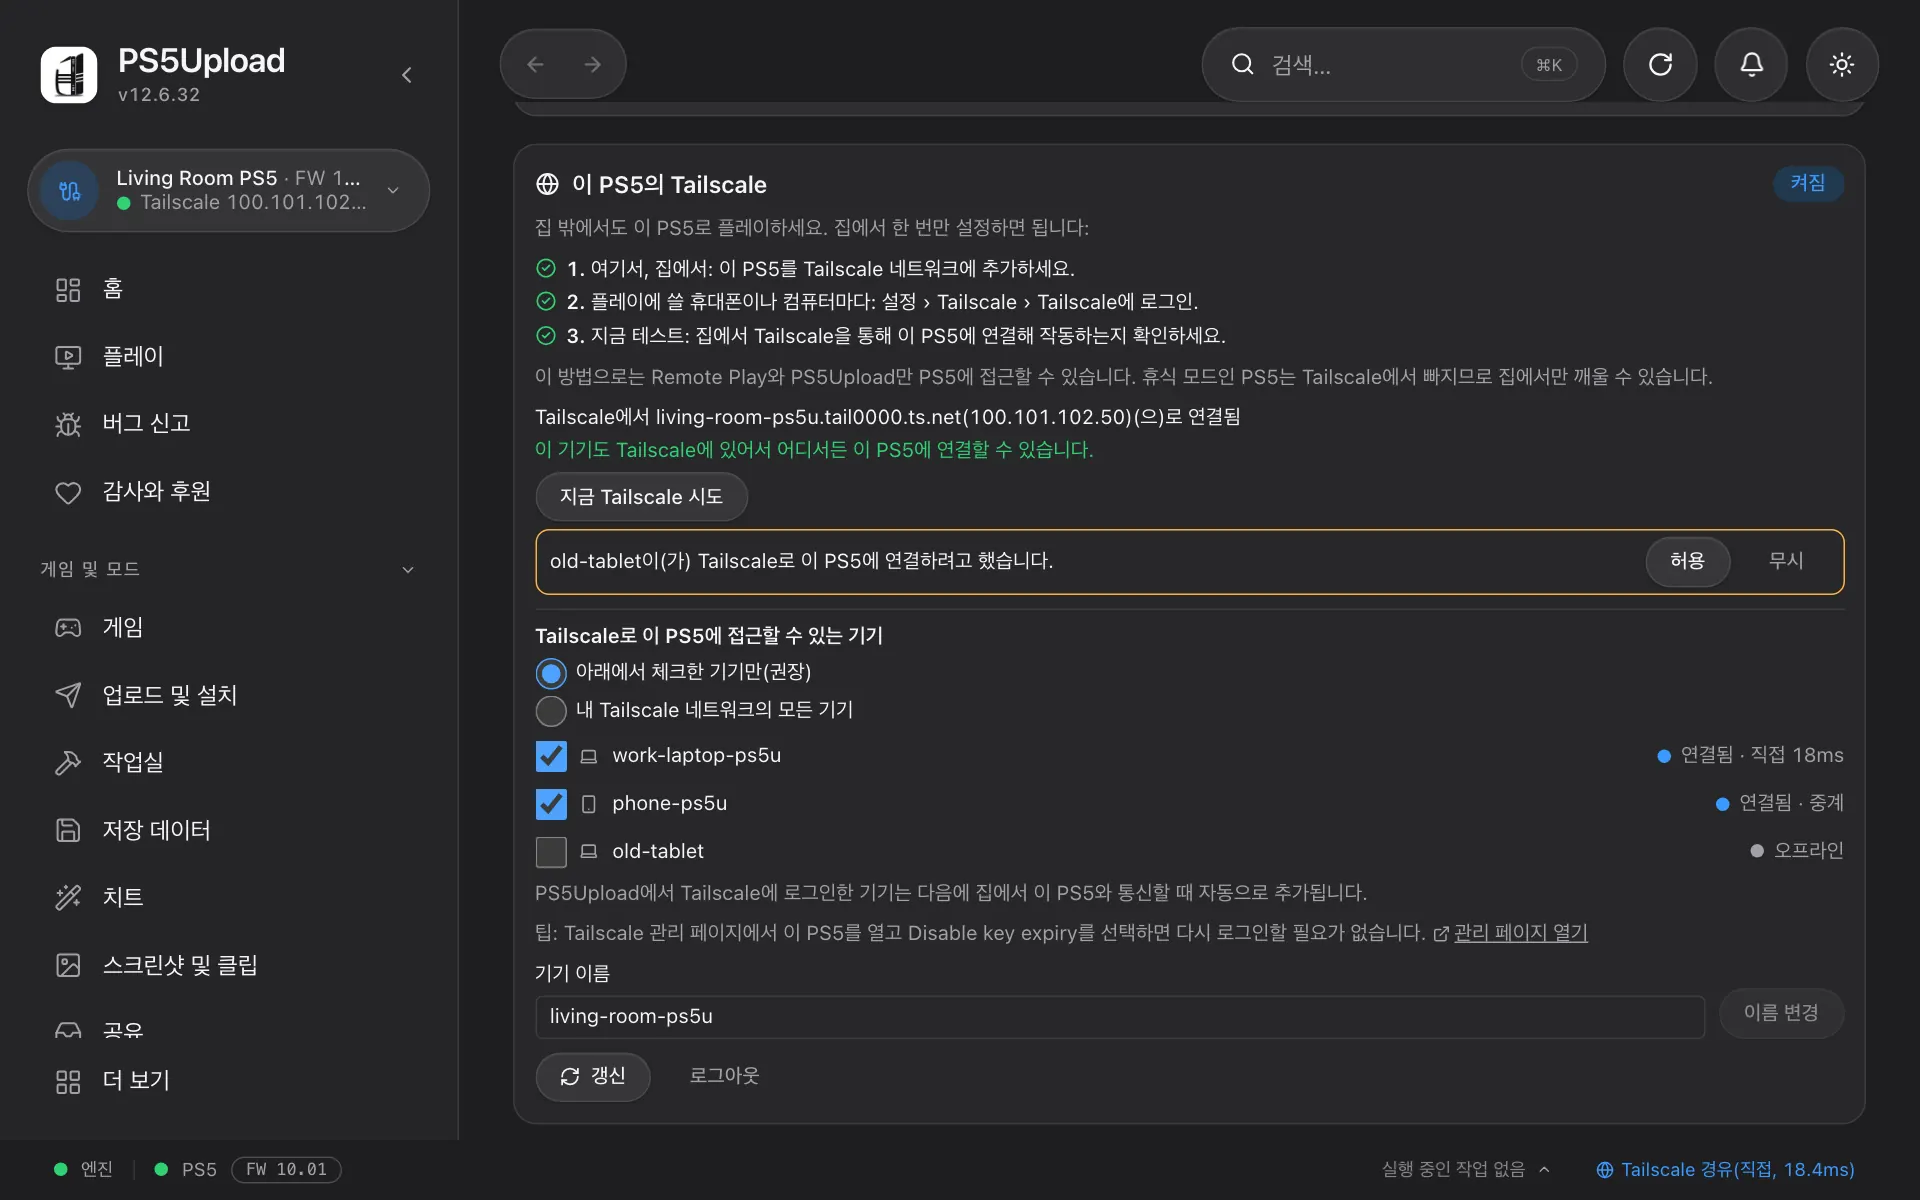 PS5Upload
v12.6.32
Living Room PS5 · FW 1...
Tailscale 100.101.102...
홈
플레이
버그 신고
감사와 후원
게임 및 모드
게임
업로드 및 설치
작업실
저장 데이터
치트
스크린샷 및 클립
공유
더 보기
검색...
⌘K
이 PS5의 Tailscale
켜짐
집 밖에서도 이 PS5로 플레이하세요. 집에서 한 번만 설정하면 됩니다:
1. 여기서, 집에서: 이 PS5를 Tailscale 네트워크에 추가하세요.
2. 플레이에 쓸 휴대폰이나 컴퓨터마다: 설정 › Tailscale › Tailscale에 로그인.
3. 지금 테스트: 집에서 Tailscale을 통해 이 PS5에 연결해 작동하는지 확인하세요.
이 방법으로는 Remote Play와 PS5Upload만 PS5에 접근할 수 있습니다. 휴식 모드인 PS5는 Tailscale에서 빠지므로 집에서만 깨울 수 있습니다.
Tailscale에서 living-room-ps5u.tail0000.ts.net(100.101.102.50)(으)로 연결됨
이 기기도 Tailscale에 있어서 어디서든 이 PS5에 연결할 수 있습니다.
지금 Tailscale 시도
old-tablet이(가) Tailscale로 이 PS5에 연결하려고 했습니다.
허용
무시
Tailscale로 이 PS5에 접근할 수 있는 기기
아래에서 체크한 기기만(권장)
내 Tailscale 네트워크의 모든 기기
work-laptop-ps5u
연결됨 · 직접 18ms
phone-ps5u
연결됨 · 중계
old-tablet
오프라인
PS5Upload에서 Tailscale에 로그인한 기기는 다음에 집에서 이 PS5와 통신할 때 자동으로 추가됩니다.
팁: Tailscale 관리 페이지에서 이 PS5를 열고 Disable key expiry를 선택하면 다시 로그인할 필요가 없습니다. 관리 페이지 열기
기기 이름
living-room-ps5u
이름 변경
갱신
로그아웃
엔진
PS5
FW 10.01
실행 중인 작업 없음
Tailscale 경유(직접, 18.4ms)